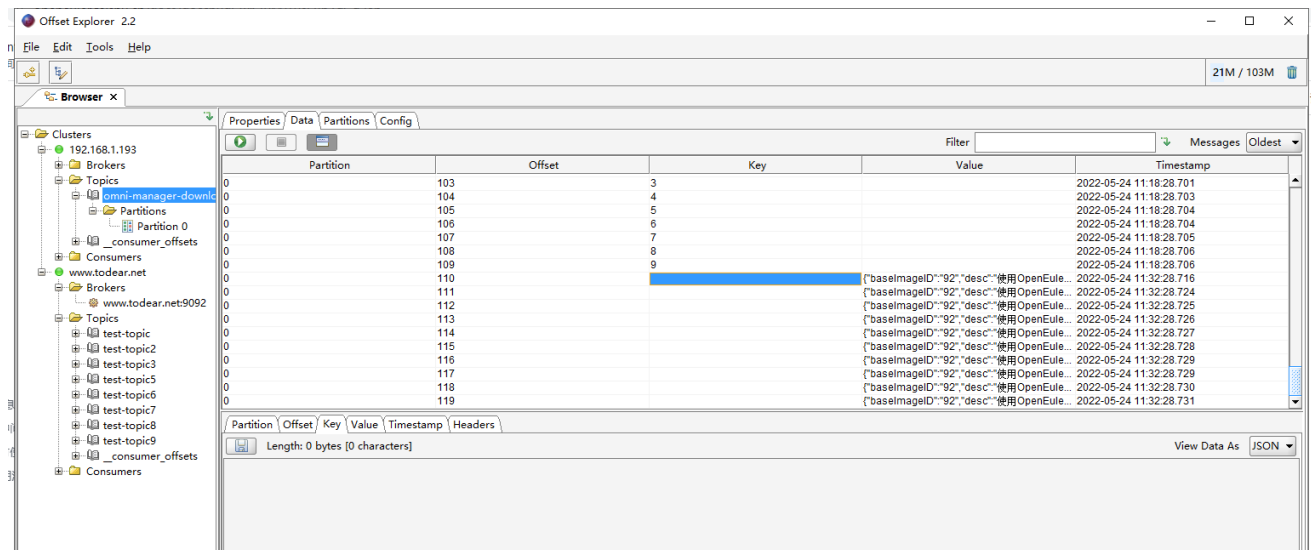 Offset Explorer 2.2
File Edit Tools Help
21M / 103M
Browser X
Clusters
192.168.1.193
Brokers
Topics
omni-manager-downlc
Partitions
Partition 0
__consumer_offsets
Consumers
www.todear.net
Brokers
www.todear.net:9092
Topics
test-topic
test-topic2
test-topic3
test-topic5
test-topic6
test-topic7
test-topic8
test-topic9
__consumer_offsets
Consumers
Properties Data Partitions Config
Filter Messages Oldest
Partition Offset Key Value Timestamp
0 103 3 2022-05-24 11:18:28.701
0 104 4 2022-05-24 11:18:28.703
0 105 5 2022-05-24 11:18:28.704
0 106 6 2022-05-24 11:18:28.704
0 107 7 2022-05-24 11:18:28.705
0 108 8 2022-05-24 11:18:28.706
0 109 9 2022-05-24 11:18:28.706
0 110 {"baseImageID":"92","desc":"使用OpenEule... 2022-05-24 11:32:28.716
0 111 {"baseImageID":"92","desc":"使用OpenEule... 2022-05-24 11:32:28.724
0 112 {"baseImageID":"92","desc":"使用OpenEule... 2022-05-24 11:32:28.725
0 113 {"baseImageID":"92","desc":"使用OpenEule... 2022-05-24 11:32:28.726
0 114 {"baseImageID":"92","desc":"使用OpenEule... 2022-05-24 11:32:28.727
0 115 {"baseImageID":"92","desc":"使用OpenEule... 2022-05-24 11:32:28.728
0 116 {"baseImageID":"92","desc":"使用OpenEule... 2022-05-24 11:32:28.729
0 117 {"baseImageID":"92","desc":"使用OpenEule... 2022-05-24 11:32:28.729
0 118 {"baseImageID":"92","desc":"使用OpenEule... 2022-05-24 11:32:28.730
0 119 {"baseImageID":"92","desc":"使用OpenEule... 2022-05-24 11:32:28.731
Partition Offset Key Value Timestamp Headers
Length: 0 bytes [0 characters] View Data As JSON